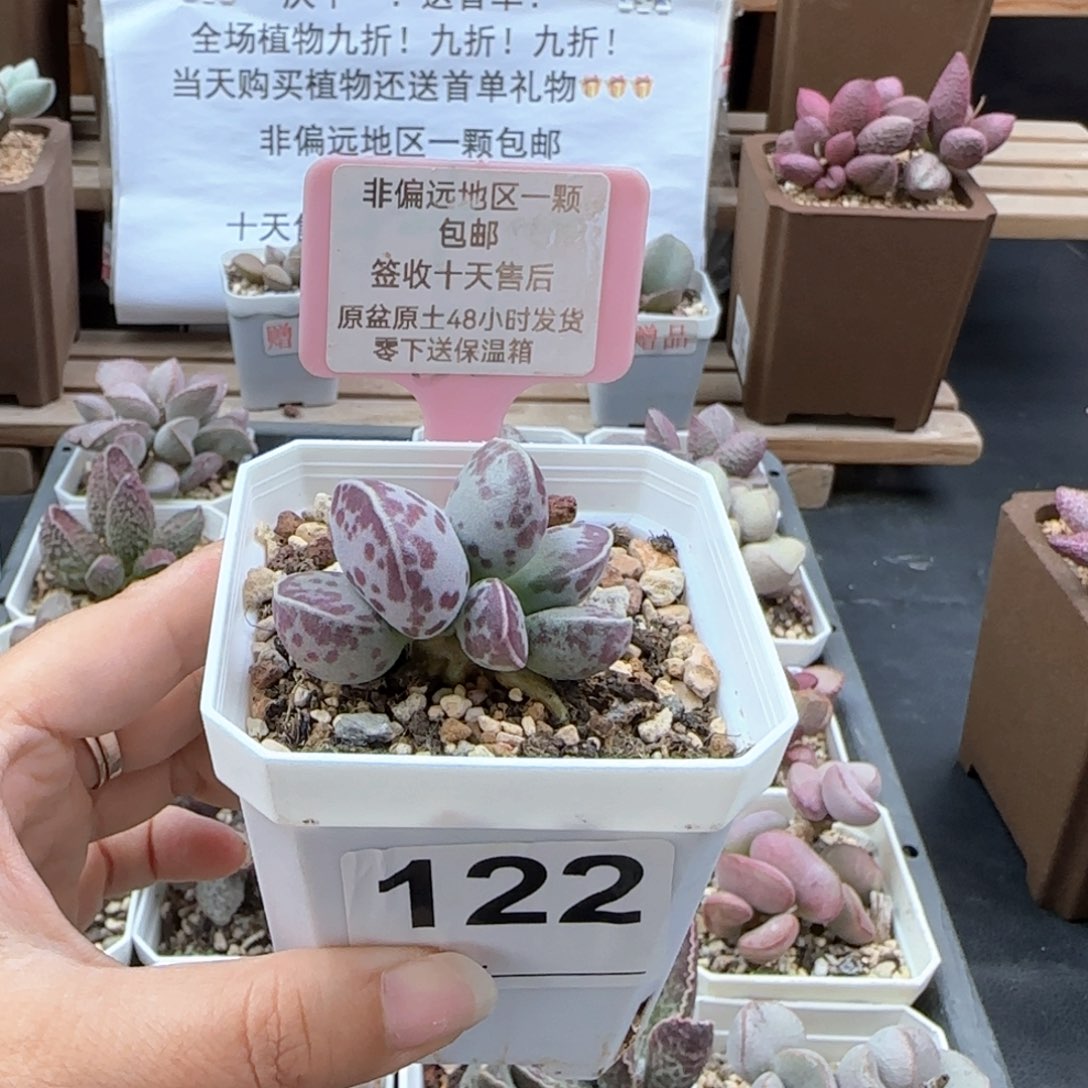 全场植物九折！九折！九折！
当天购买植物还送首单礼物
非偏远地区一颗包邮
十天售
非偏远地区一颗
包邮
签收十天售后
原盆原土48小时发货
零下送保温箱
赠
赠品
122